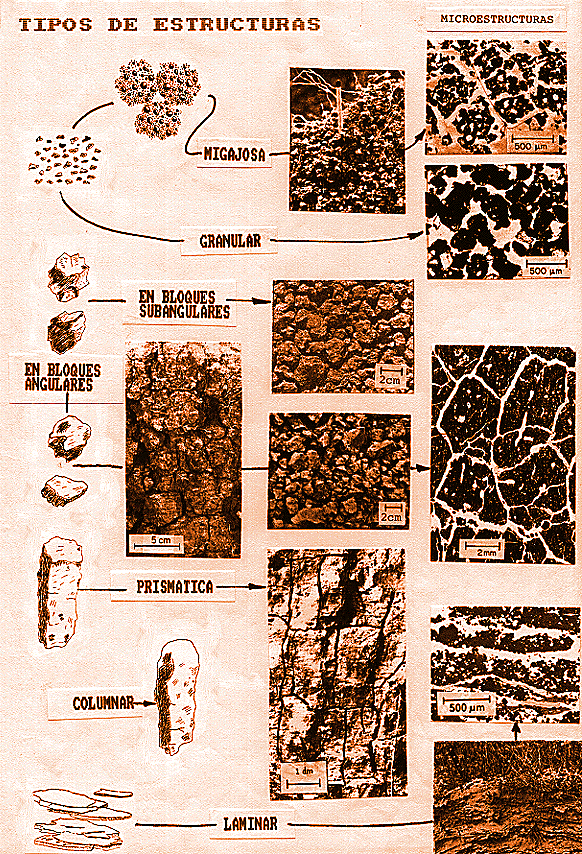 TIPOS DE ESTRUCTURAS
MICROESTRUCTURAS
MIGAJOSA
500 µm
GRANULAR
500 µm
EN BLOQUES
SUBANGULARES
2cm
EN BLOQUES
ANGULARES
5 cm
2cm
2mm
PRISMATICA
COLUMNAR
500 µm
1 dm
LAMINAR